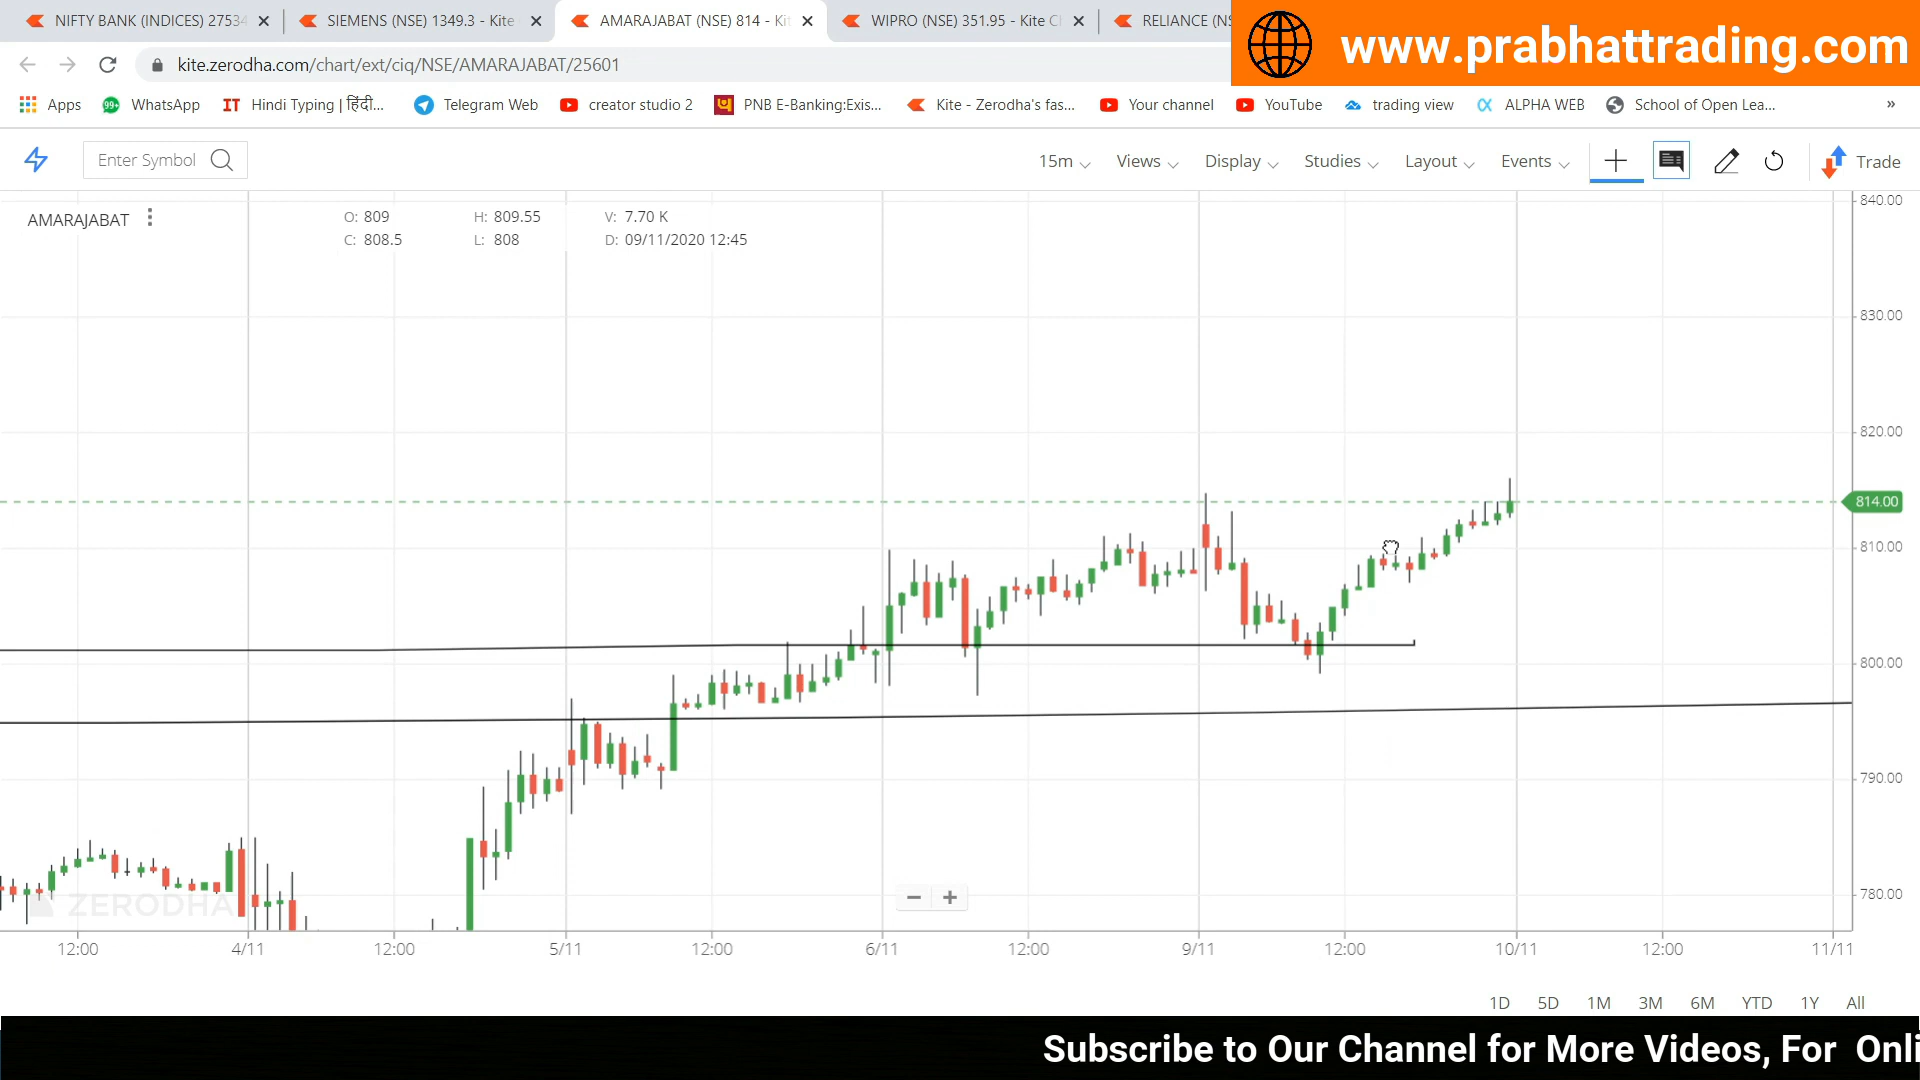 NIFTY BANK (INDICES) 27534
SIEMENS (NSE) 1349.3 - Kite
AMARAJABAT (NSE) 814 - Kit
WIPRO (NSE) 351.95 - Kite C
RELIANCE (NS
www.prabhattrading.com
kite.zerodha.com/chart/ext/ciq/NSE/AMARAJABAT/25601
Apps
99+
WhatsApp
IT
Hindi Typing | हिंदी...
Telegram Web
creator studio 2
PNB E-Banking:Exis...
Kite - Zerodha's fas...
Your channel
YouTube
trading view
ALPHA WEB
School of Open Lea...
»
Enter Symbol
15m
Views
Display
Studies
Layout
Events
Trade
AMARAJABAT
O: 809
H: 809.55
V: 7.70 K
C: 808.5
L: 808
D: 09/11/2020 12:45
840.00
830.00
820.00
814.00
810.00
800.00
790.00
780.00
ZERODHA
12:00
4/11
12:00
5/11
12:00
6/11
12:00
9/11
12:00
10/11
12:00
11/11
1D
5D
1M
3M
6M
YTD
1Y
All
Subscribe to Our Channel for More Videos, For Onli